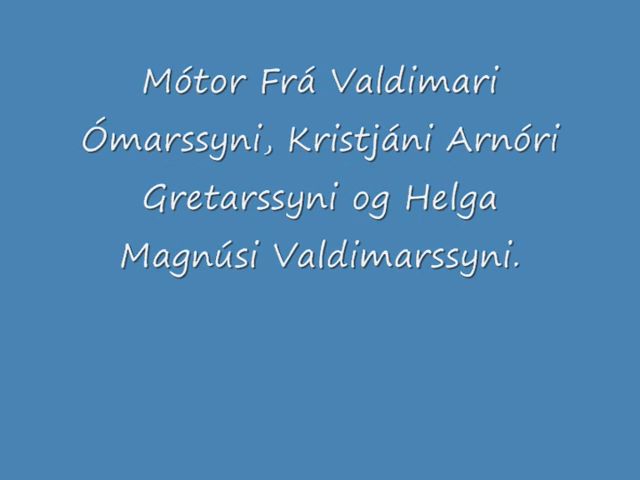 Mótor Frá Valdimari
Ómarssyni, Kristjáni Arnóri
Gretarssyni og Helga
Magnúsi Valdimarssyni.